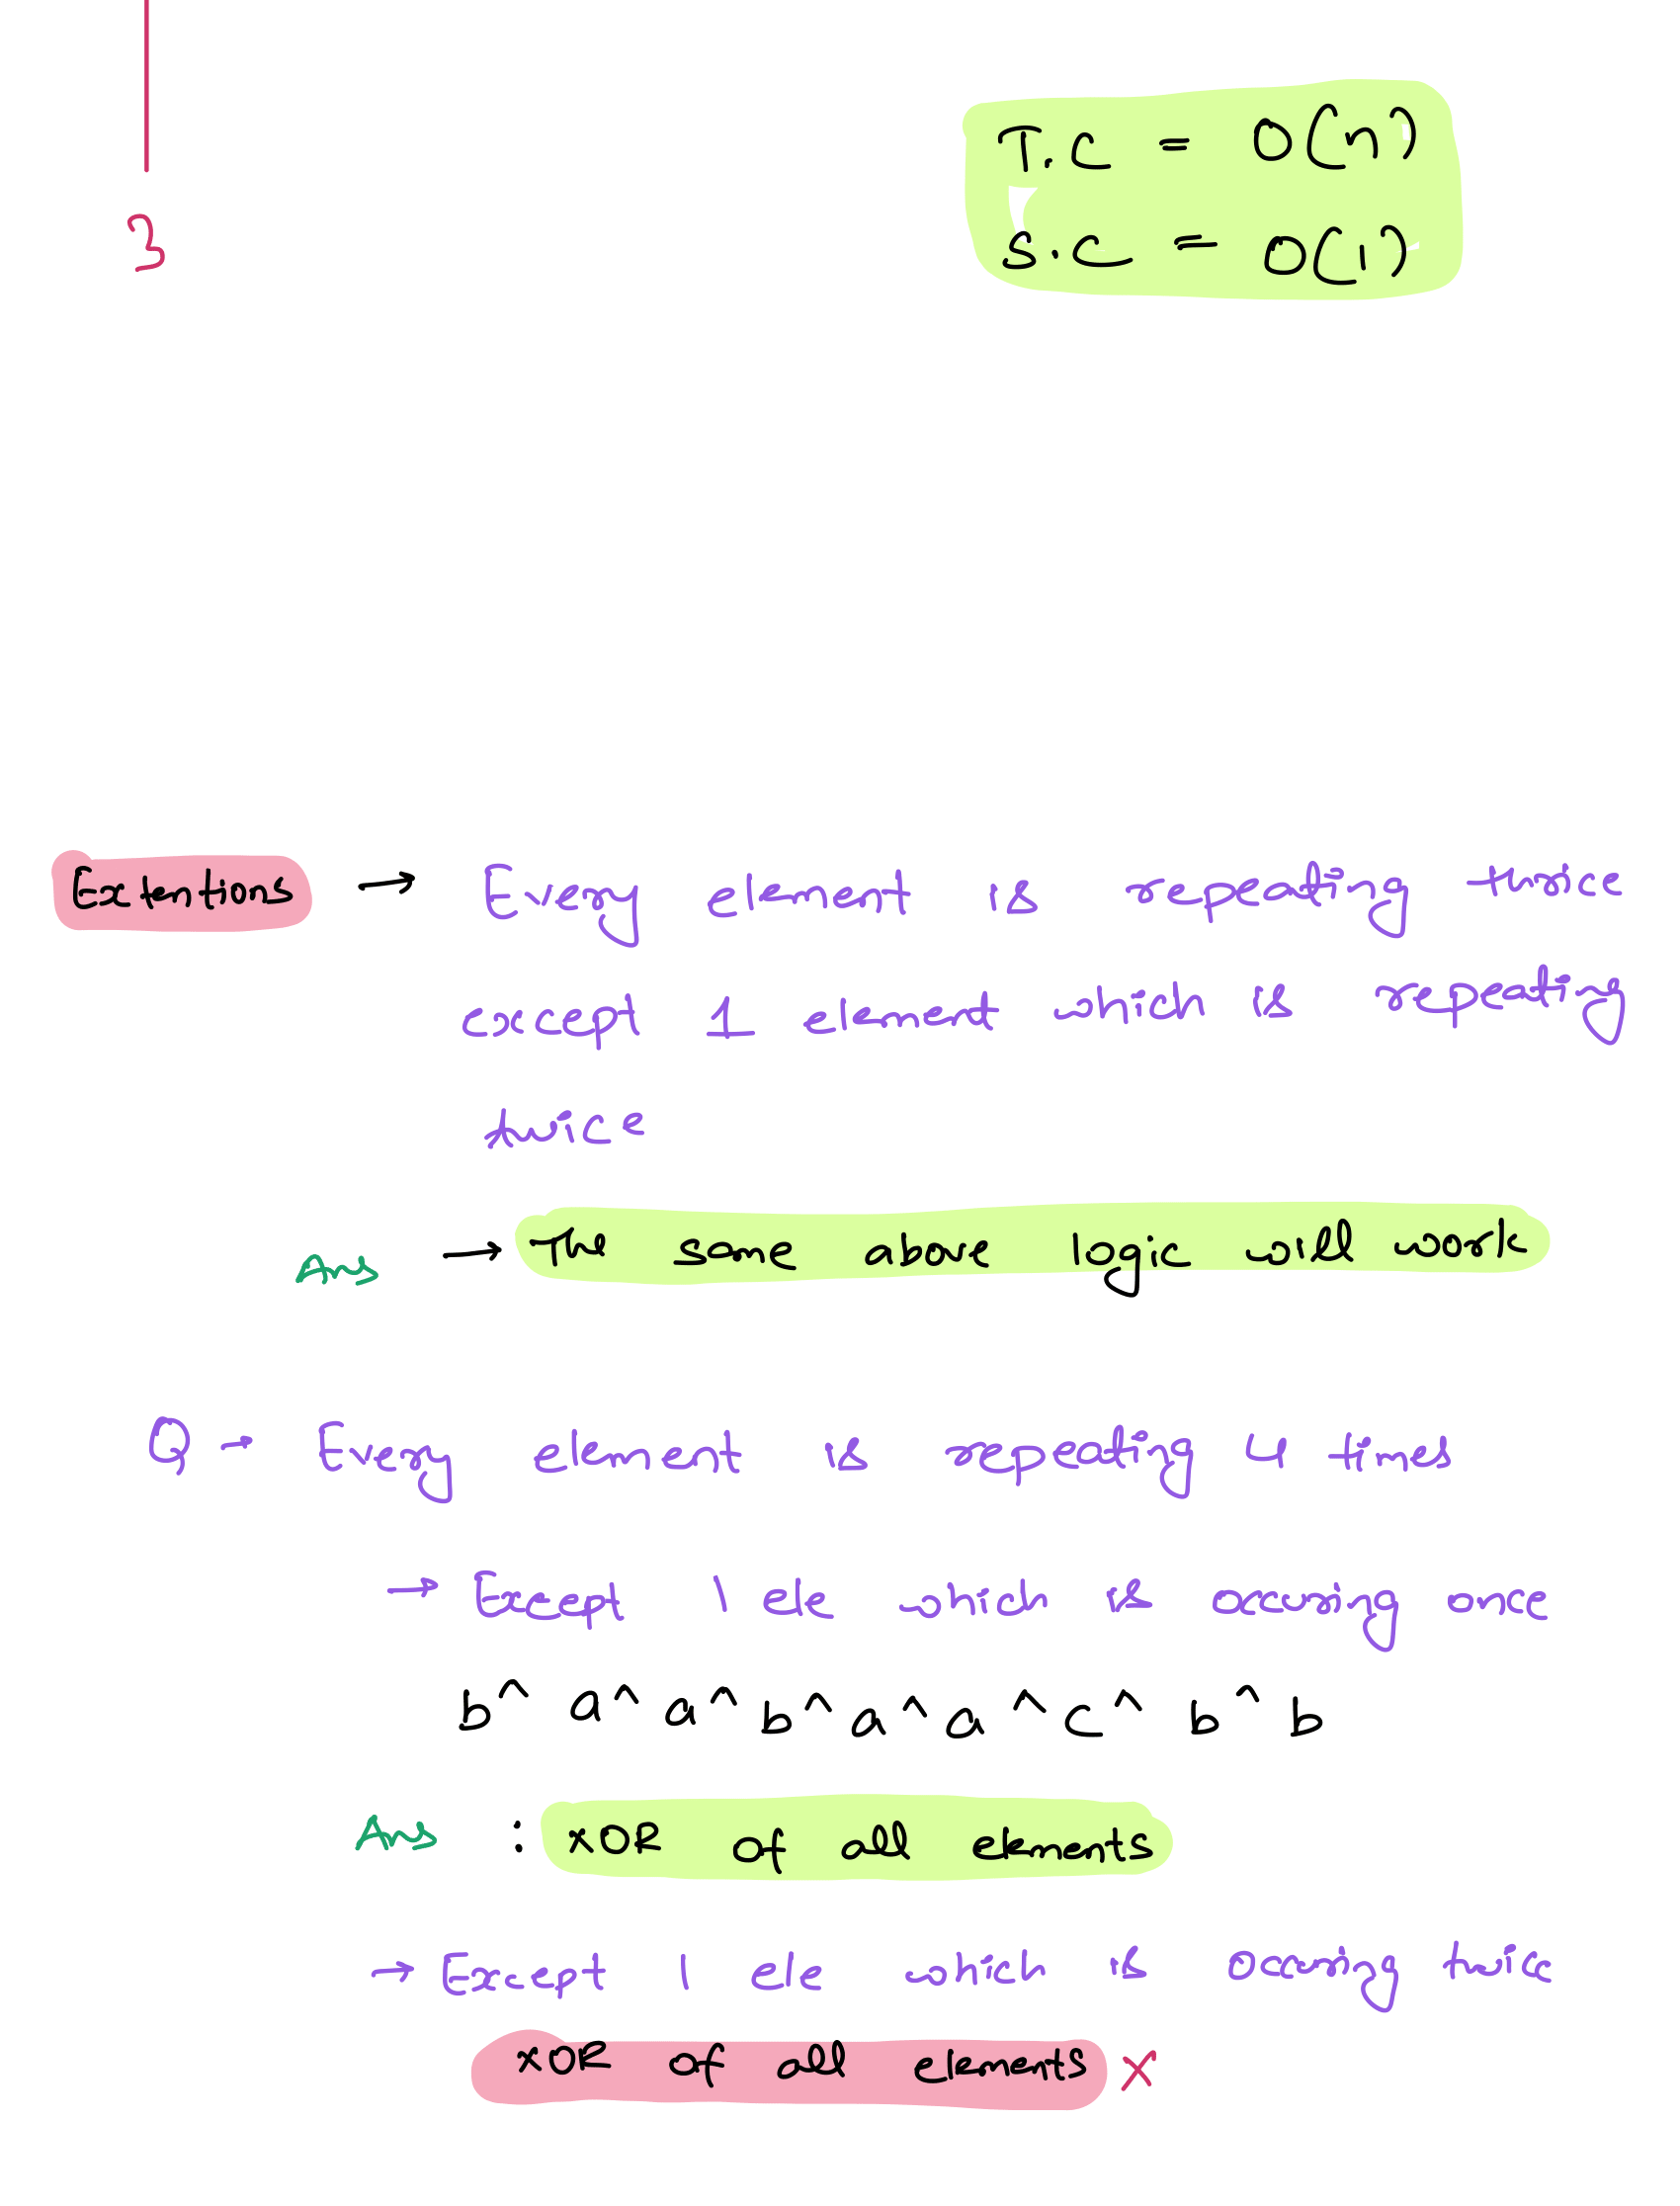 T.C = O(n)
3
S.C = O(1)
Extentions → Every element is repeating thrice
except 1 element which is repeating
twice
Ans → The same above logic will work
Q → Every element is repeating 4 times
→ Except 1 ele which is occuring once
b ^ a ^ a ^ b ^ a ^ a ^ c ^ b ^ b
Ans : XOR of all elements
→ Except 1 ele which is occuring twice
XOR of all elements X